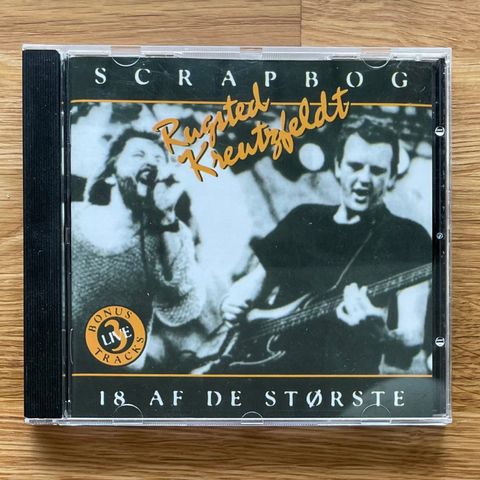 SCRAPBOG
Rugsted
Kreutzfeldt
BONUS
3
LIVE
TRACKS
18 AF DE STØRSTE